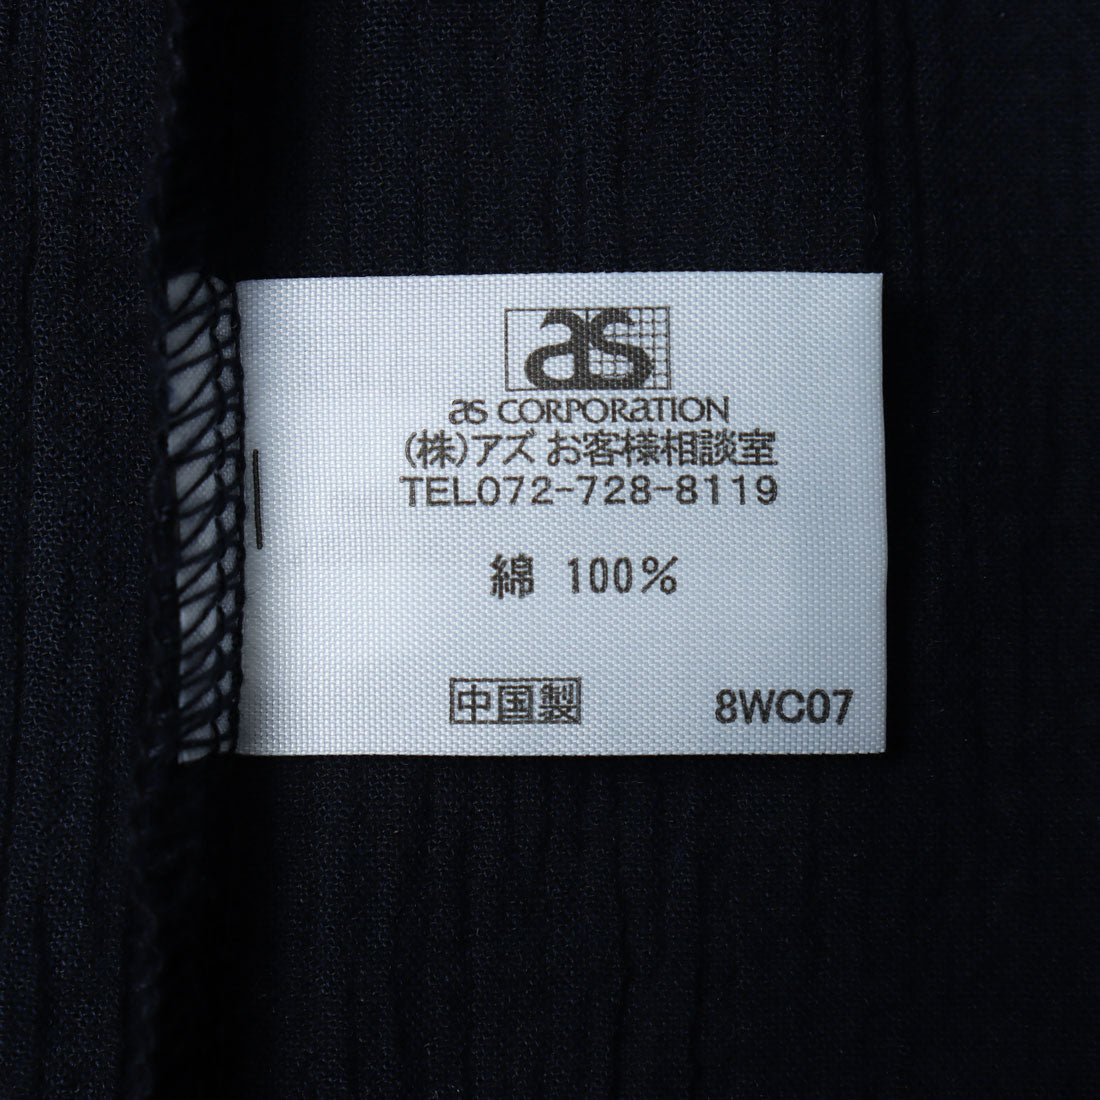 as
as CORPORaTION
(株)アズ お客様相談室
TEL072-728-8119
綿 100%
中国製 8WC07